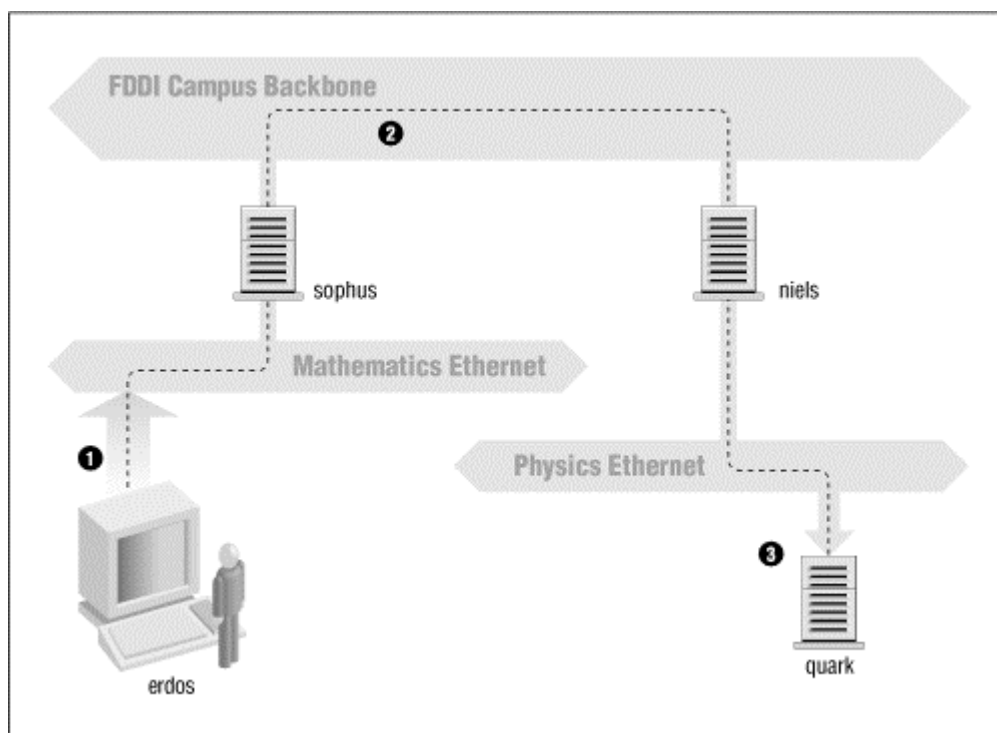 FDDI Campus Backbone
2
sophus
niels
Mathematics Ethernet
1
Physics Ethernet
3
erdos
quark